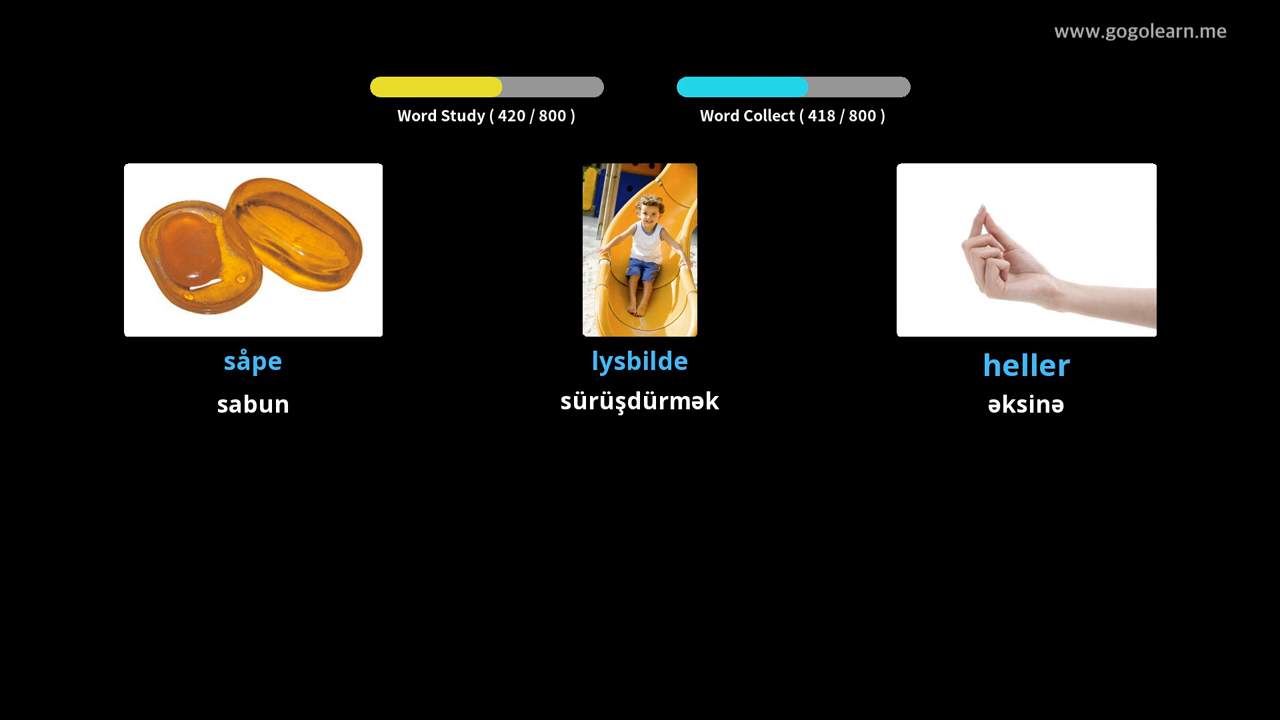 www.gogolearn.me
Word Study ( 420 / 800 )
Word Collect ( 418 / 800 )
såpe
lysbilde
heller
sabun
sürüşdürmək
əksinə